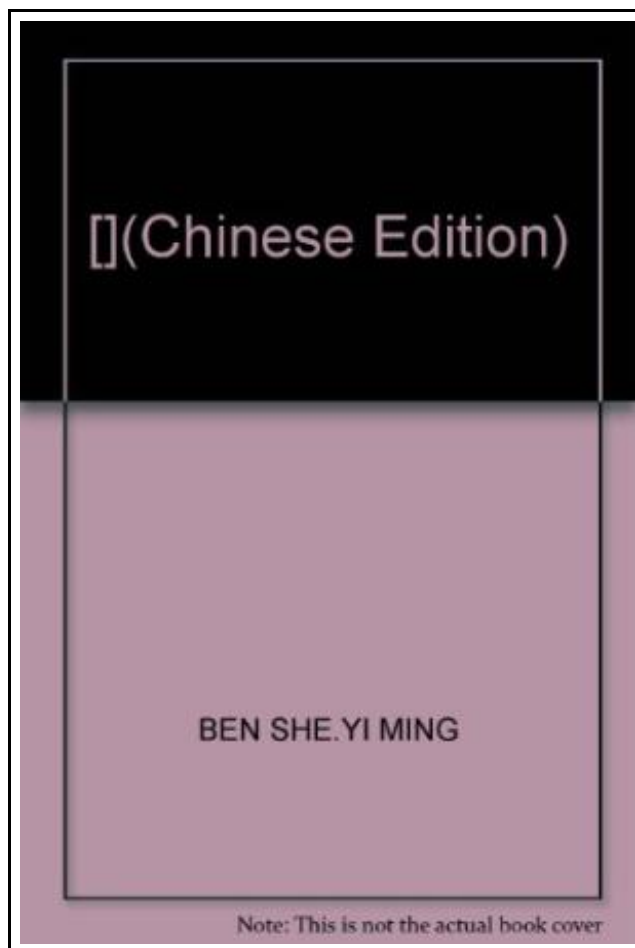 [](Chinese Edition)
BEN SHE.YI MING
Note: This is not the actual book cover